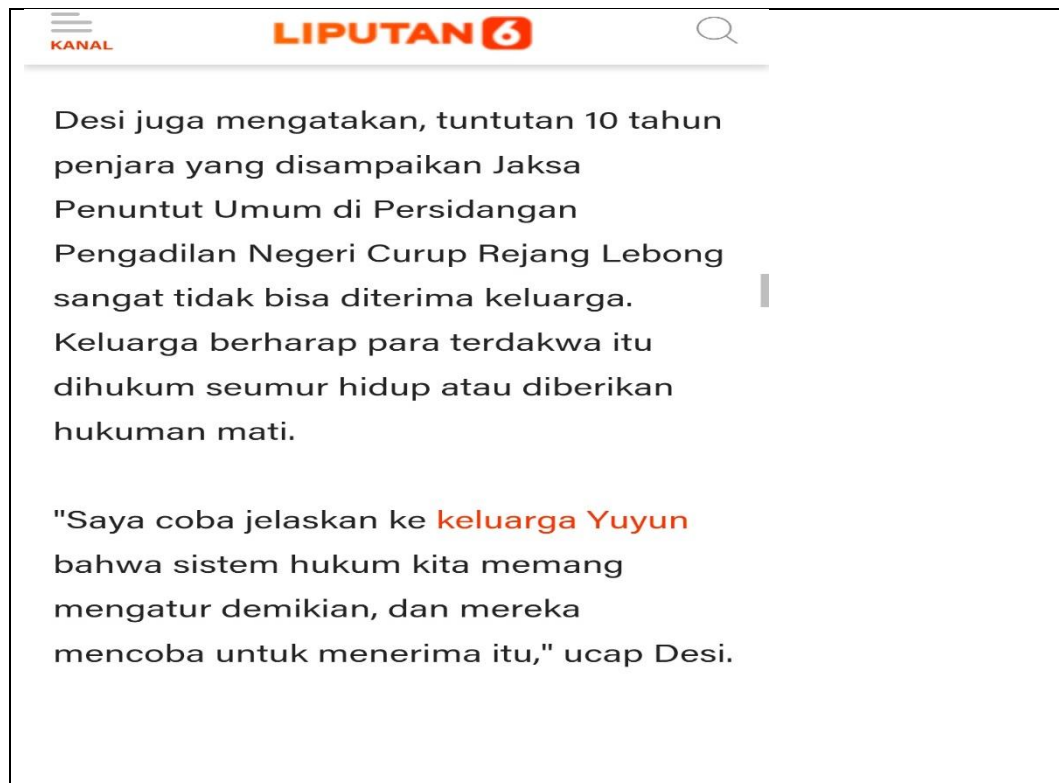 KANAL
LIPUTAN 6
Desi juga mengatakan, tuntutan 10 tahun
penjara yang disampaikan Jaksa
Penuntut Umum di Persidangan
Pengadilan Negeri Curup Rejang Lebong
sangat tidak bisa diterima keluarga.
Keluarga berharap para terdakwa itu
dihukum seumur hidup atau diberikan
hukuman mati.
"Saya coba jelaskan ke keluarga Yuyun
bahwa sistem hukum kita memang
mengatur demikian, dan mereka
mencoba untuk menerima itu," ucap Desi.